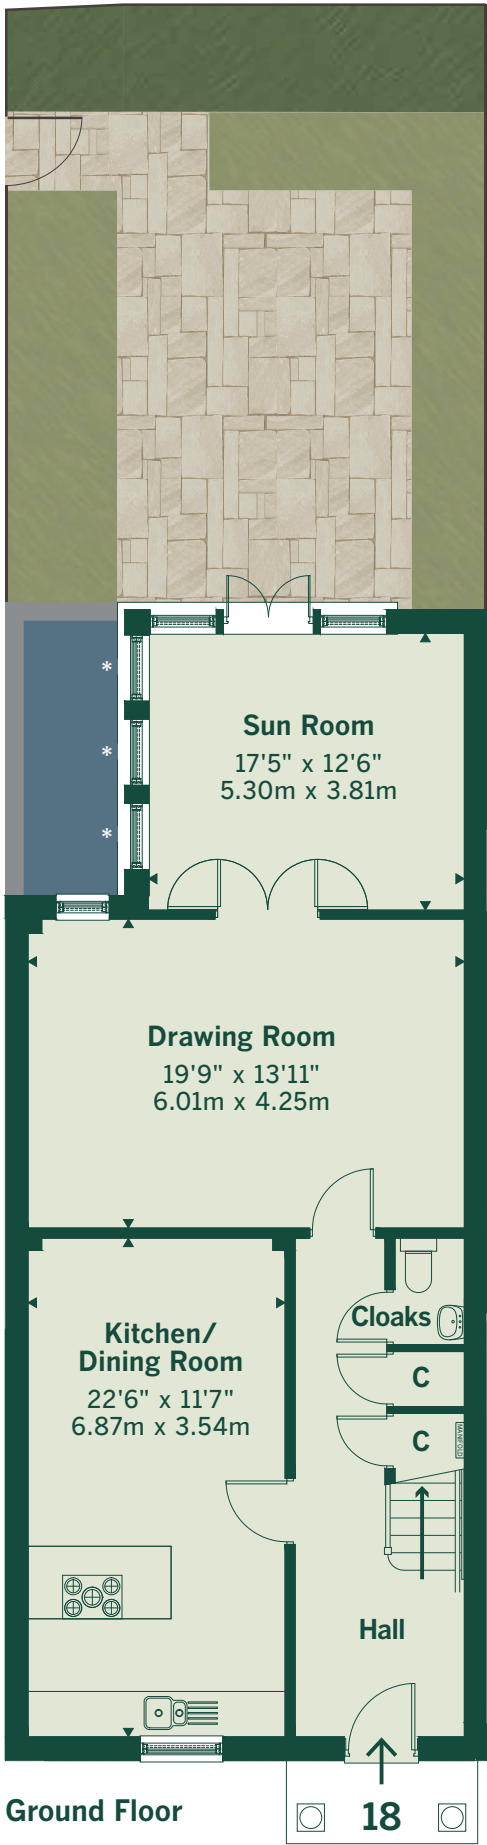 *
*
*
Sun Room
17'5" x 12'6"
5.30m x 3.81m
Drawing Room
19'9" x 13'11"
6.01m x 4.25m
Cloaks
Kitchen/
Dining Room
22'6" x 11'7"
6.87m x 3.54m
C
C
MANIFOLD
Hall
Ground Floor
18